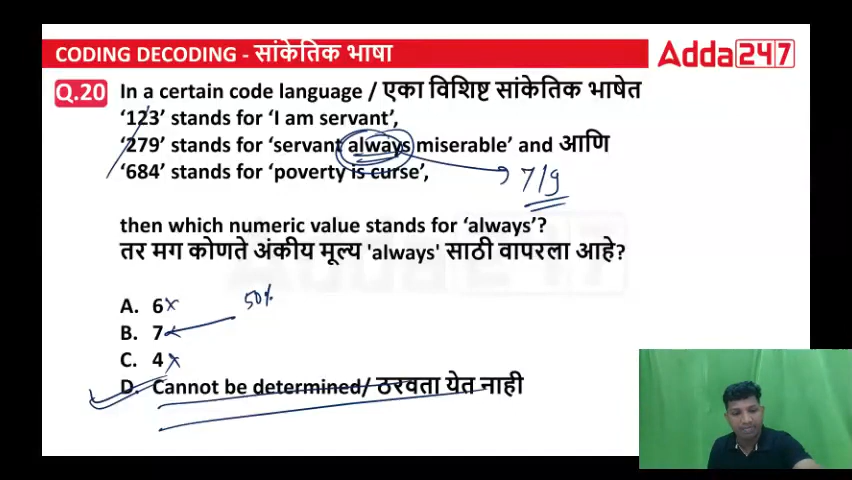 CODING DECODING - सांकेतिक भाषा
Adda247
Q.20 In a certain code language / एका विशिष्ट सांकेतिक भाषेत
‘123’ stands for ‘I am servant’,
‘279’ stands for ‘servant always miserable’ and आणि
‘684’ stands for ‘poverty is curse’,
7/9
then which numeric value stands for ‘always’?
तर मग कोणते अंकीय मूल्य 'always' साठी वापरला आहे?
50%
A. 6
B. 7
C. 4
D. Cannot be determined/ ठरवता येत नाही